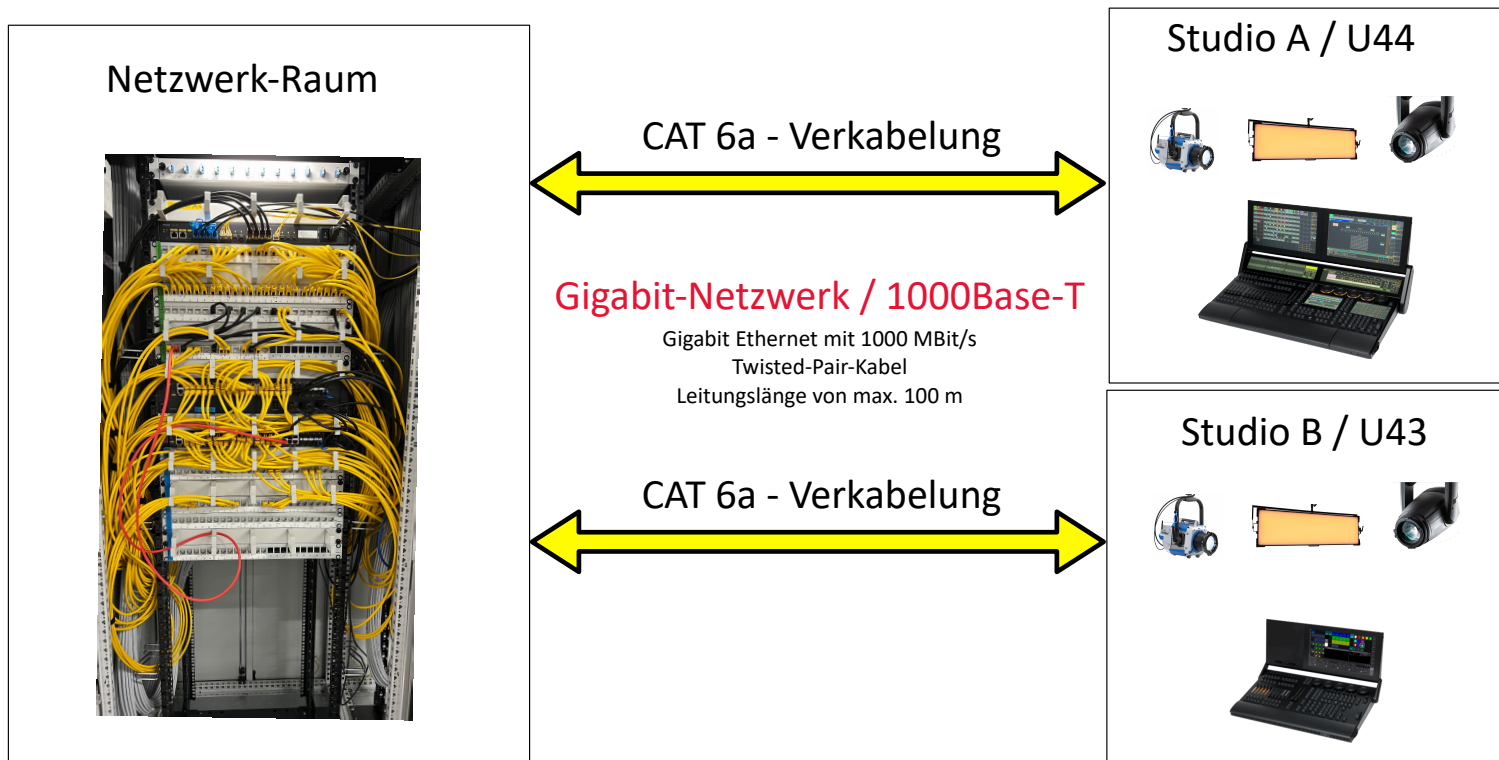 Netzwerk-Raum
CAT 6a - Verkabelung
Gigabit-Netzwerk / 1000Base-T
Gigabit Ethernet mit 1000 MBit/s
Twisted-Pair-Kabel
Leitungslänge von max. 100 m
CAT 6a - Verkabelung
Studio A / U44
Studio B / U43